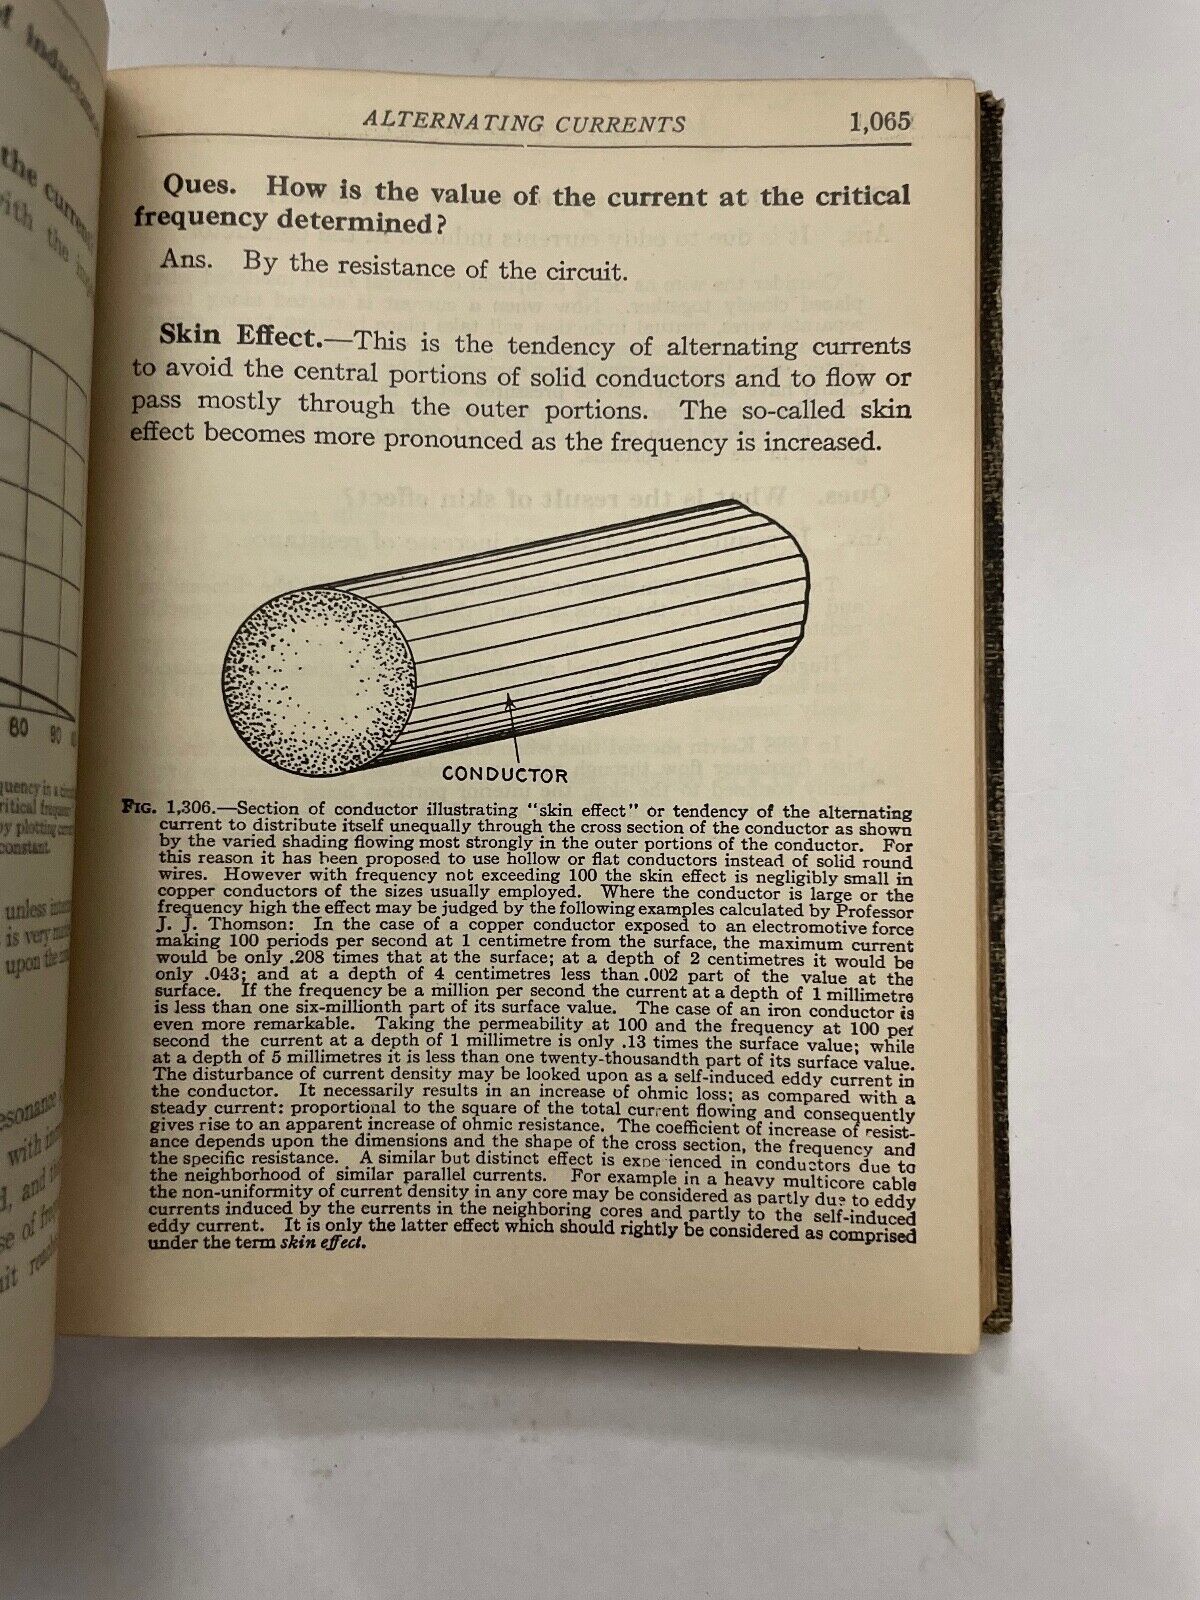 ALTERNATING CURRENTS 1,065
Ques. How is the value of the current at the critical
frequency determined?
Ans. By the resistance of the circuit.
Skin Effect.—This is the tendency of alternating currents
to avoid the central portions of solid conductors and to flow or
pass mostly through the outer portions. The so-called skin
effect becomes more pronounced as the frequency is increased.
CONDUCTOR
FIG. 1,306.—Section of conductor illustrating "skin effect" or tendency of the alternating
current to distribute itself unequally through the cross section of the conductor as shown
by the varied shading flowing most strongly in the outer portions of the conductor. For
this reason it has been proposed to use hollow or flat conductors instead of solid round
wires. However with frequency not exceeding 100 the skin effect is negligibly small in
copper conductors of the sizes usually employed. Where the conductor is large or the
frequency high the effect may be judged by the following examples calculated by Professor
J. J. Thomson: In the case of a copper conductor exposed to an electromotive force
making 100 periods per second at 1 centimetre from the surface, the maximum current
would be only .208 times that at the surface; at a depth of 2 centimetres it would be
only .043; and at a depth of 4 centimetres less than .002 part of the value at the
surface. If the frequency be a million per second the current at a depth of 1 millimetre
is less than one six-millionth part of its surface value. The case of an iron conductor is
even more remarkable. Taking the permeability at 100 and the frequency at 100 per
second the current at a depth of 1 millimetre is only .13 times the surface value; while
at a depth of 5 millimetres it is less than one twenty-thousandth part of its surface value.
The disturbance of current density may be looked upon as a self-induced eddy current in
the conductor. It necessarily results in an increase of ohmic loss; as compared with a
steady current: proportional to the square of the total current flowing and consequently
gives rise to an apparent increase of ohmic resistance. The coefficient of increase of resist-
ance depends upon the dimensions and the shape of the cross section, the frequency and
the specific resistance. A similar but distinct effect is expe ienced in conductors due to
the neighborhood of similar parallel currents. For example in a heavy multicore cable
the non-uniformity of current density in any core may be considered as partly due to eddy
currents induced by the currents in the neighboring cores and partly to the self-induced
eddy current. It is only the latter effect which should rightly be considered as comprised
under the term skin effect.
the current
with the
80 90
constant.
unless
is very
upon the
with